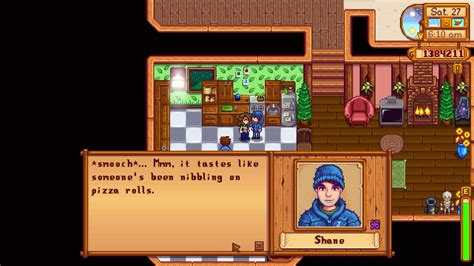 Sat. 27
6:10 am
1384211
*smooch*... Mmm, it tastes like
someone's been nibbling on
pizza rolls.
Shane
E